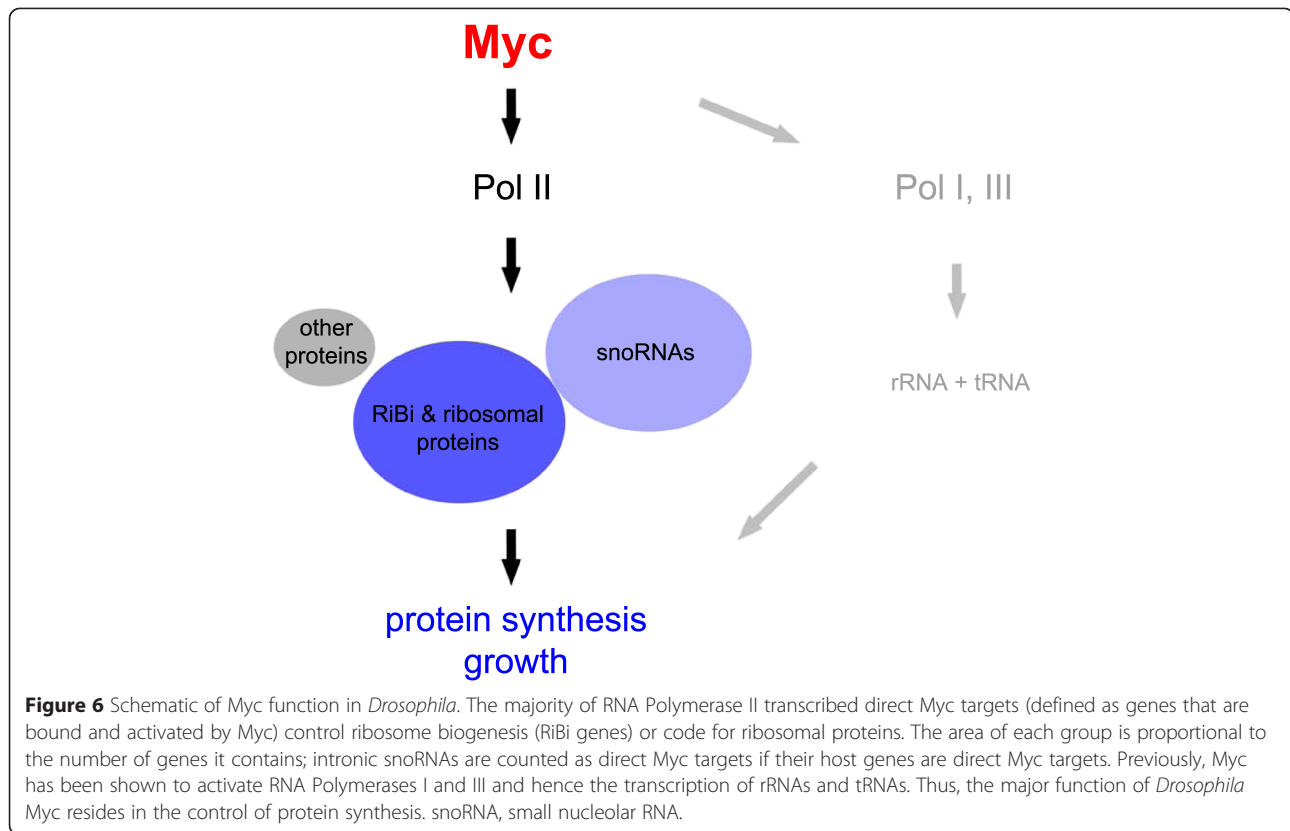 Myc
Pol II
Pol I, III
other
proteins
snoRNAs
rRNA + tRNA
RiBi & ribosomal
proteins
protein synthesis
growth
Figure 6 Schematic of Myc function in Drosophila. The majority of RNA Polymerase II transcribed direct Myc targets (defined as genes that are
bound and activated by Myc) control ribosome biogenesis (RiBi genes) or code for ribosomal proteins. The area of each group is proportional to
the number of genes it contains; intronic snoRNAs are counted as direct Myc targets if their host genes are direct Myc targets. Previously, Myc
has been shown to activate RNA Polymerases I and III and hence the transcription of rRNAs and tRNAs. Thus, the major function of Drosophila
Myc resides in the control of protein synthesis. snoRNA, small nucleolar RNA.